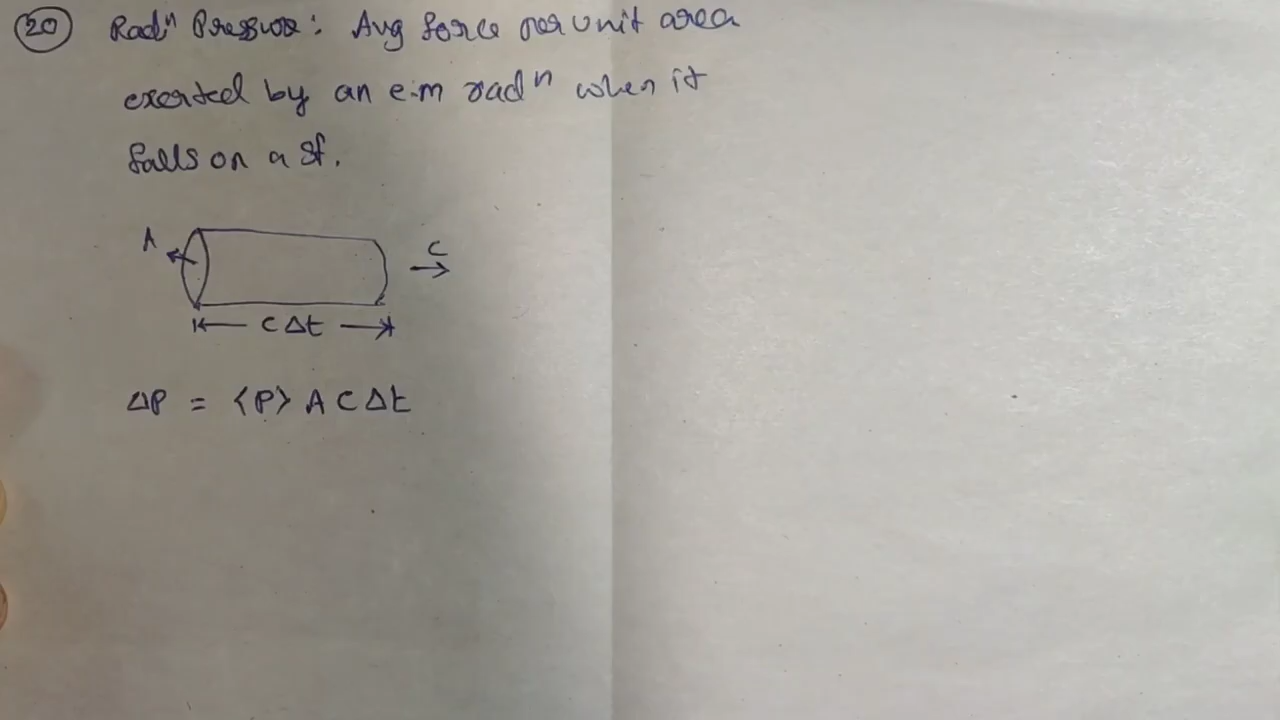 20 Radⁿ Pressure: Avg force per unit area
exerted by an e.m radⁿ when it
falls on a sf.
A
C
C Δt
ΔP = ⟨P⟩ A C Δt